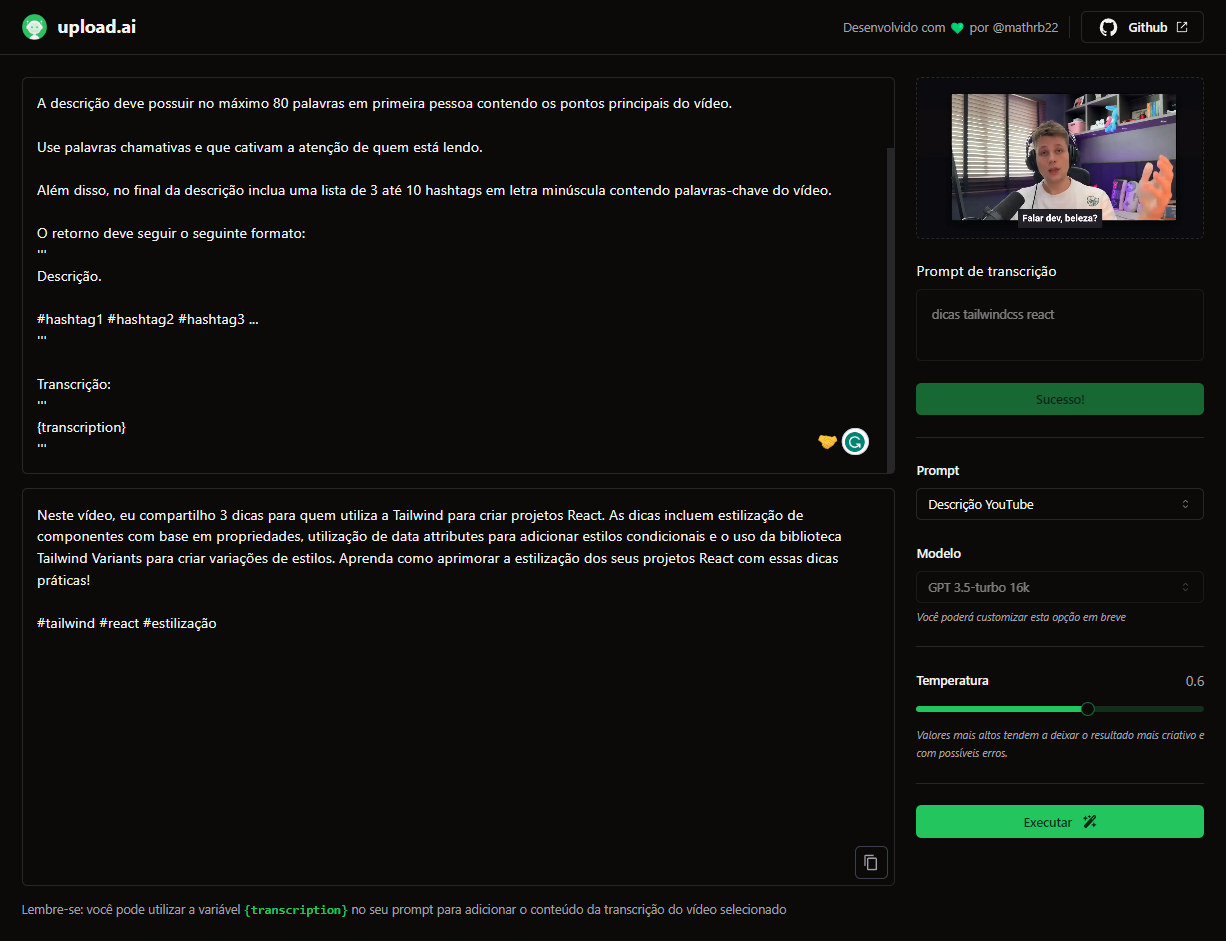 upload.ai
Desenvolvido com 💚 por @mathrb22
Github
A descrição deve possuir no máximo 80 palavras em primeira pessoa contendo os pontos principais do vídeo.
Use palavras chamativas e que cativam a atenção de quem está lendo.
Além disso, no final da descrição inclua uma lista de 3 até 10 hashtags em letra minúscula contendo palavras-chave do vídeo.
O retorno deve seguir o seguinte formato:
'''
Descrição.
#hashtag1 #hashtag2 #hashtag3 ...
'''
Transcrição:
'''
{transcription}
'''
Neste vídeo, eu compartilho 3 dicas para quem utiliza a Tailwind para criar projetos React. As dicas incluem estilização de
componentes com base em propriedades, utilização de data attributes para adicionar estilos condicionais e o uso da biblioteca
Tailwind Variants para criar variações de estilos. Aprenda como aprimorar a estilização dos seus projetos React com essas dicas
práticas!
#tailwind #react #estilização
Lembre-se: você pode utilizar a variável {transcription} no seu prompt para adicionar o conteúdo da transcrição do vídeo selecionado
Falar dev, beleza?
Prompt de transcrição
dicas tailwindcss react
Sucesso!
Prompt
Descrição YouTube
Modelo
GPT 3.5-turbo 16k
Você poderá customizar esta opção em breve
Temperatura
0.6
Valores mais altos tendem a deixar o resultado mais criativo e
com possíveis erros.
Executar